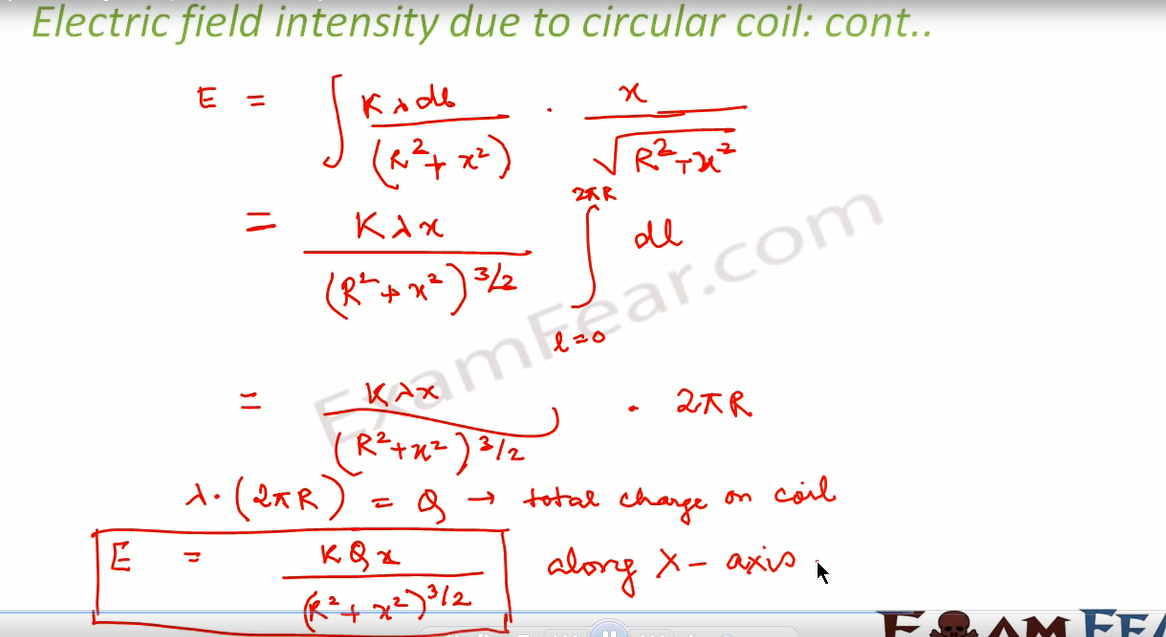 Electric field intensity due to circular coil: cont..
E = ∫ Kλdl / (R²+x²) · x / √(R²+x²)
= Kλx / (R²+x²)^3/2 ∫_{l=0}^{2πR} dl
= Kλx / (R²+x²)^3/2 · 2πR
λ·(2πR) = Q → total charge on coil
E = KQx / (R²+x²)^3/2 along X-axis
ExamFear.com